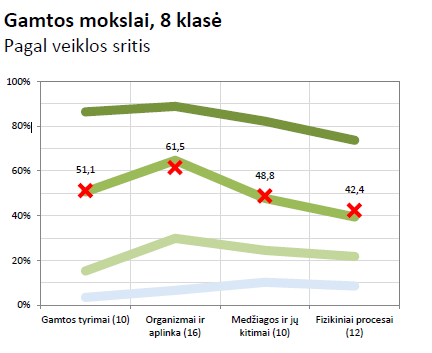 Gamtos mokslai, 8 klasė
Pagal veiklos sritis
100%
80%
60%
40%
20%
0%
51,1
61,5
48,8
42,4
Gamtos tyrimai (10)
Organizmai ir
aplinka (16)
Medžiagos ir jų
kitimai (10)
Fizikiniai procesai
(12)